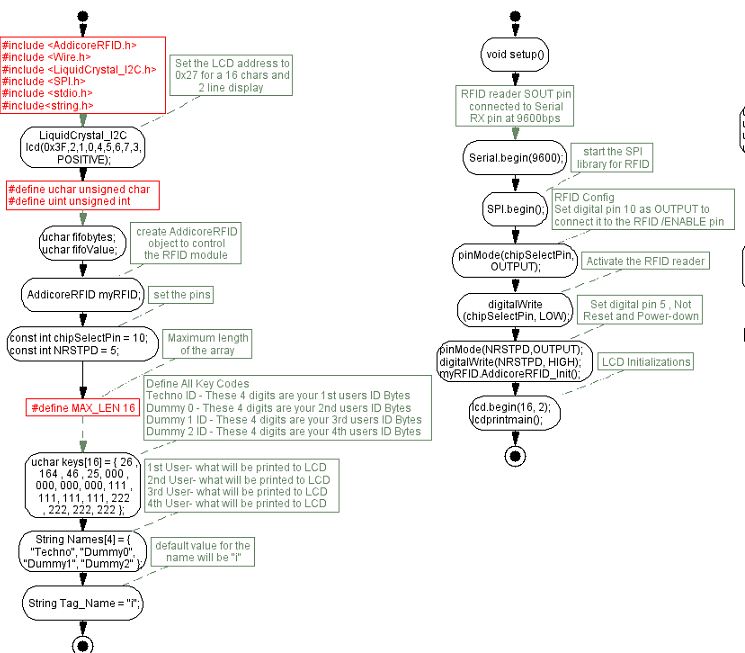 #include <AddicoreRFID.h>
#include <Wire.h>
#include <LiquidCrystal_I2C.h>
#include <SPI.h>
#include <stdio.h>
#include<string.h>
Set the LCD address to
0x27 for a 16 chars and
2 line display
LiquidCrystal_I2C
lcd(0x3F,2,1,0,4,5,6,7,3,
POSITIVE);
#define uchar unsigned char
#define uint unsigned int
uchar fifobytes;
uchar fifoValue;
create AddicoreRFID
object to control
the RFID module
AddicoreRFID myRFID;
set the pins
const int chipSelectPin = 10;
const int NRSTPD = 5;
Maximum length
of the array
#define MAX_LEN 16
Define All Key Codes
Techno ID - These 4 digits are your 1st users ID Bytes
Dummy 0 - These 4 digits are your 2nd users ID Bytes
Dummy 1 ID - These 4 digits are your 3rd users ID Bytes
Dummy 2 ID - These 4 digits are your 4th users ID Bytes
uchar keys[16] = { 26 ,
164 , 46 , 25, 000 ,
000, 000, 000, 111 ,
111, 111, 111, 222
, 222, 222, 222 };
1st User- what will be printed to LCD
2nd User- what will be printed to LCD
3rd User- what will be printed to LCD
4th User- what will be printed to LCD
String Names[4] = {
"Techno", "Dummy0",
"Dummy1", "Dummy2" };
default value for the
name will be "i"
String Tag_Name = "i";
void setup()
RFID reader SOUT pin
connected to Serial
RX pin at 9600bps
Serial.begin(9600);
start the SPI
library for RFID
SPI.begin();
RFID Config
Set digital pin 10 as OUTPUT to
connect it to the RFID /ENABLE pin
pinMode(chipSelectPin,
OUTPUT);
Activate the RFID reader
digitalWrite
(chipSelectPin, LOW);
Set digital pin 5 , Not
Reset and Power-down
pinMode(NRSTPD,OUTPUT);
digitalWrite(NRSTPD, HIGH);
myRFID.AddicoreRFID_Init();
LCD Initializations
lcd.begin(16, 2);
lcdprintmain();